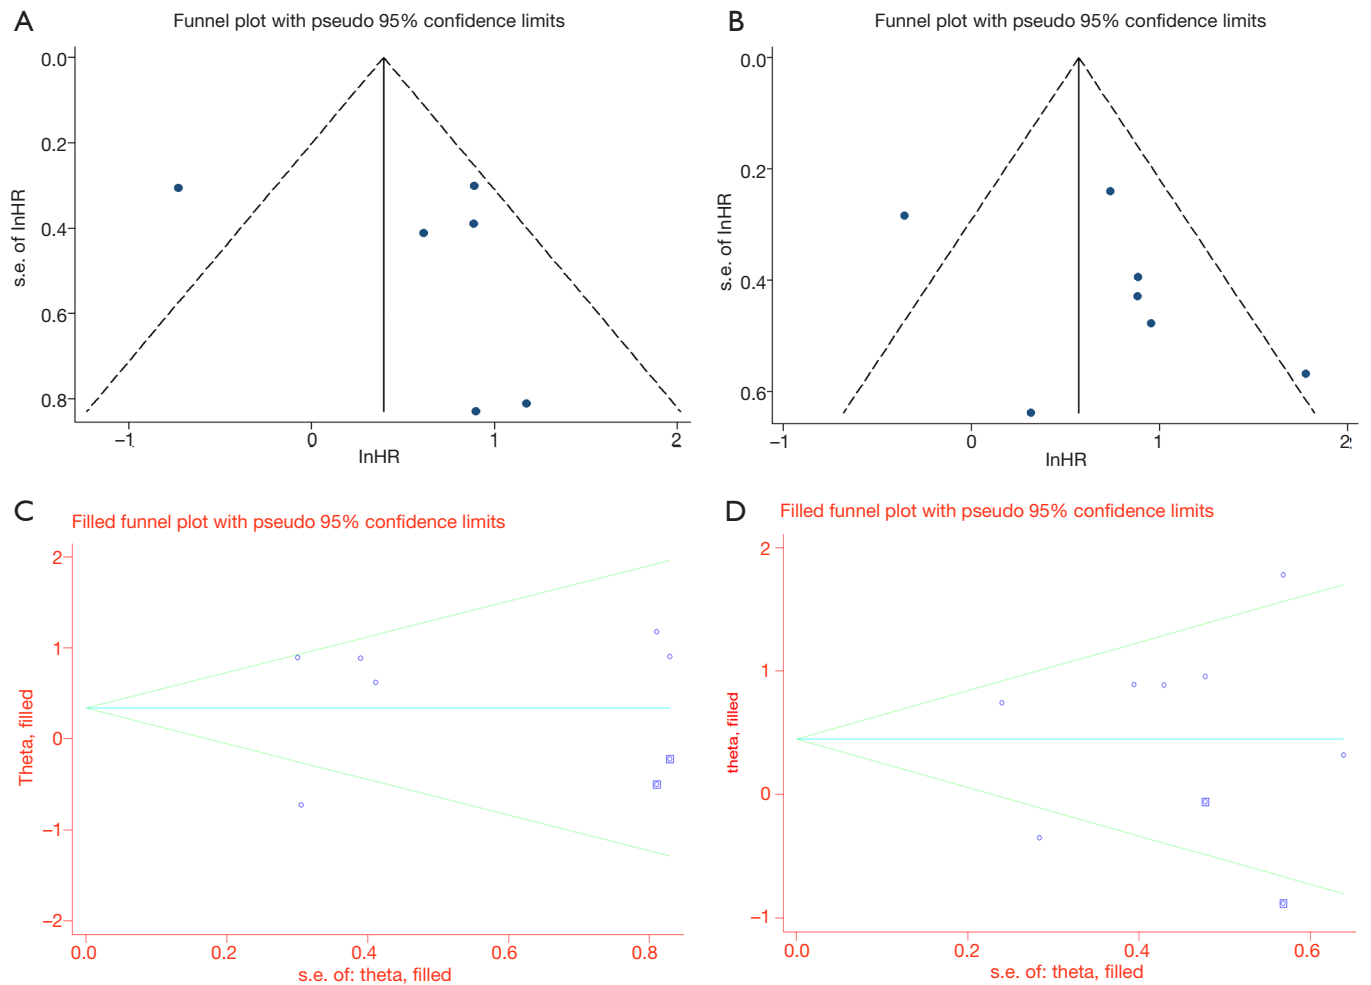 A
Funnel plot with pseudo 95% confidence limits
0.0
0.2
0.4
0.6
0.8
s.e. of lnHR
–1
0
1
2
lnHR
B
Funnel plot with pseudo 95% confidence limits
0.0
0.2
0.4
0.6
s.e. of lnHR
–1
0
1
2
lnHR
C
Filled funnel plot with pseudo 95% confidence limits
2
1
0
–1
–2
Theta, filled
0.0
0.2
0.4
0.6
0.8
s.e. of: theta, filled
D
Filled funnel plot with pseudo 95% confidence limits
2
1
0
–1
theta, filled
0.0
0.2
0.4
0.6
s.e. of: theta, filled